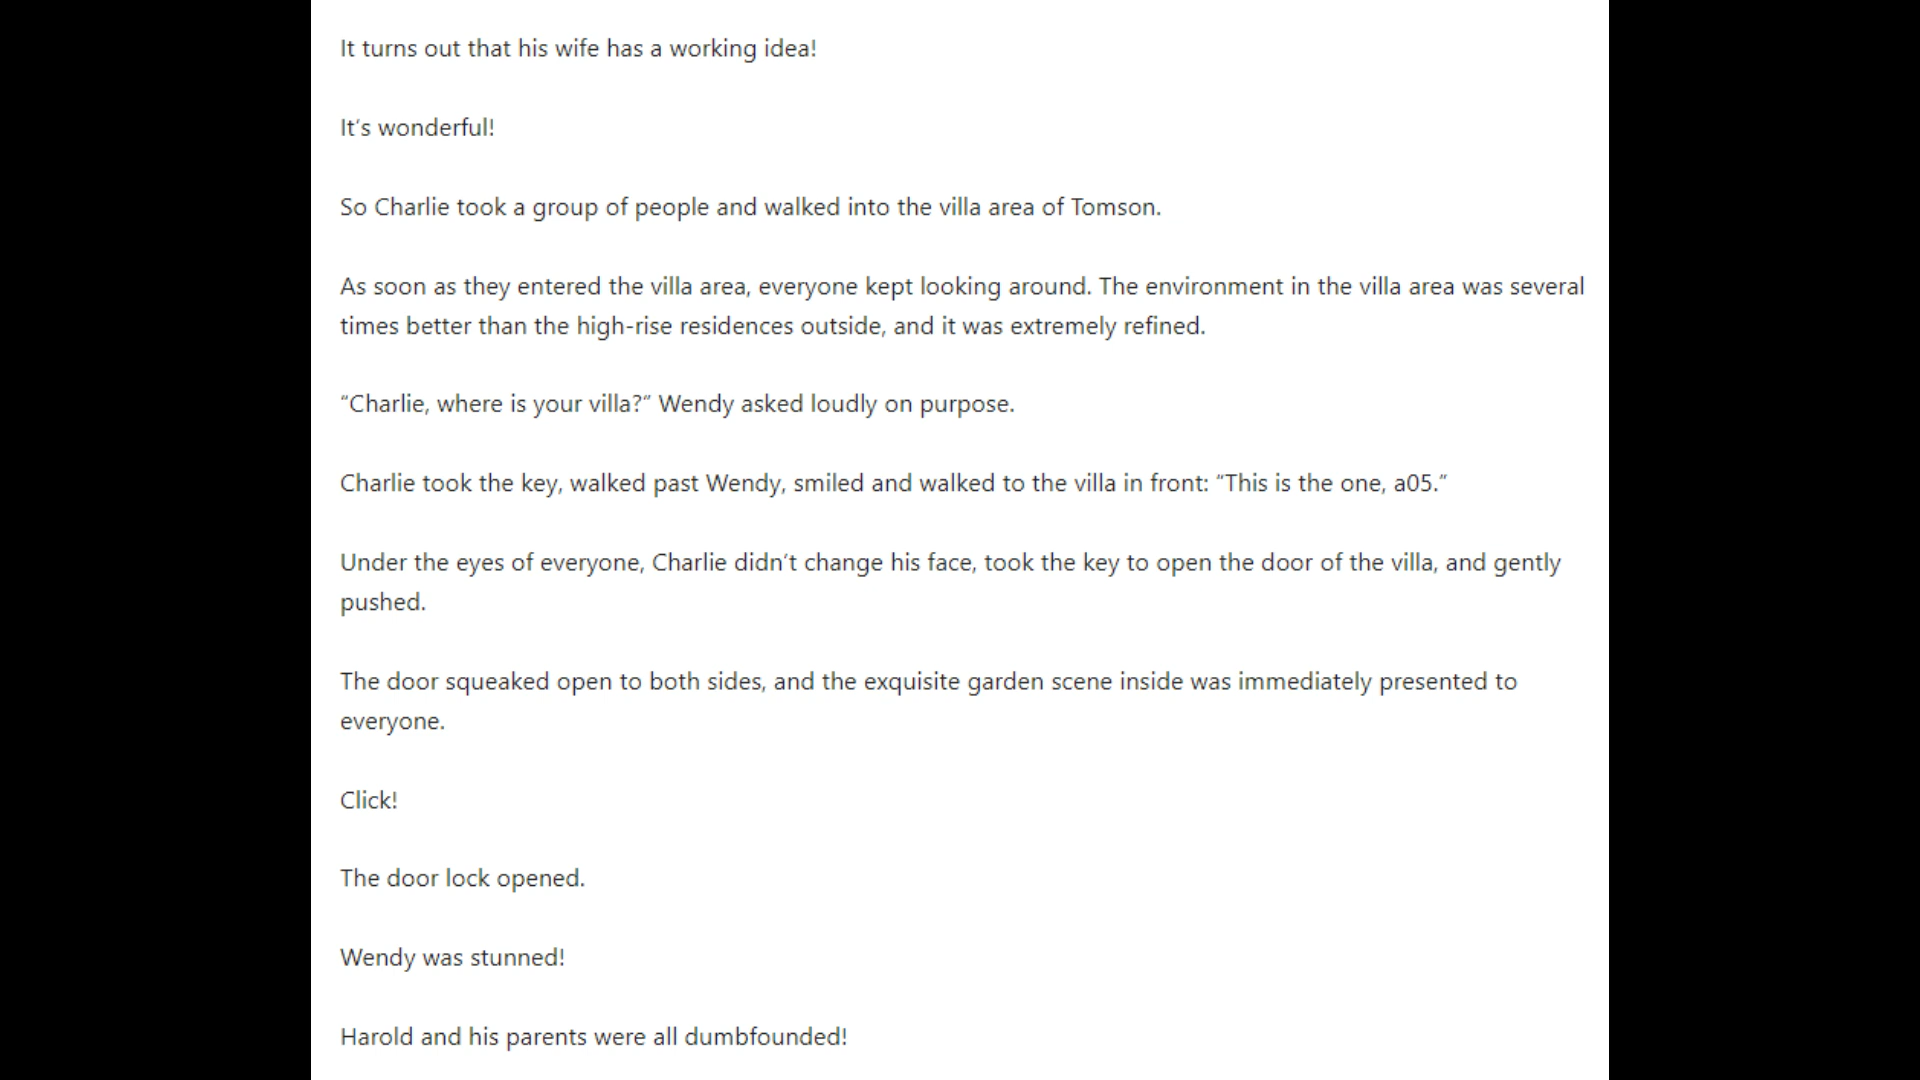 It turns out that his wife has a working idea!
It’s wonderful!
So Charlie took a group of people and walked into the villa area of Tomson.
As soon as they entered the villa area, everyone kept looking around. The environment in the villa area was several
times better than the high-rise residences outside, and it was extremely refined.
“Charlie, where is your villa?” Wendy asked loudly on purpose.
Charlie took the key, walked past Wendy, smiled and walked to the villa in front: “This is the one, a05.”
Under the eyes of everyone, Charlie didn’t change his face, took the key to open the door of the villa, and gently
pushed.
The door squeaked open to both sides, and the exquisite garden scene inside was immediately presented to
everyone.
Click!
The door lock opened.
Wendy was stunned!
Harold and his parents were all dumbfounded!